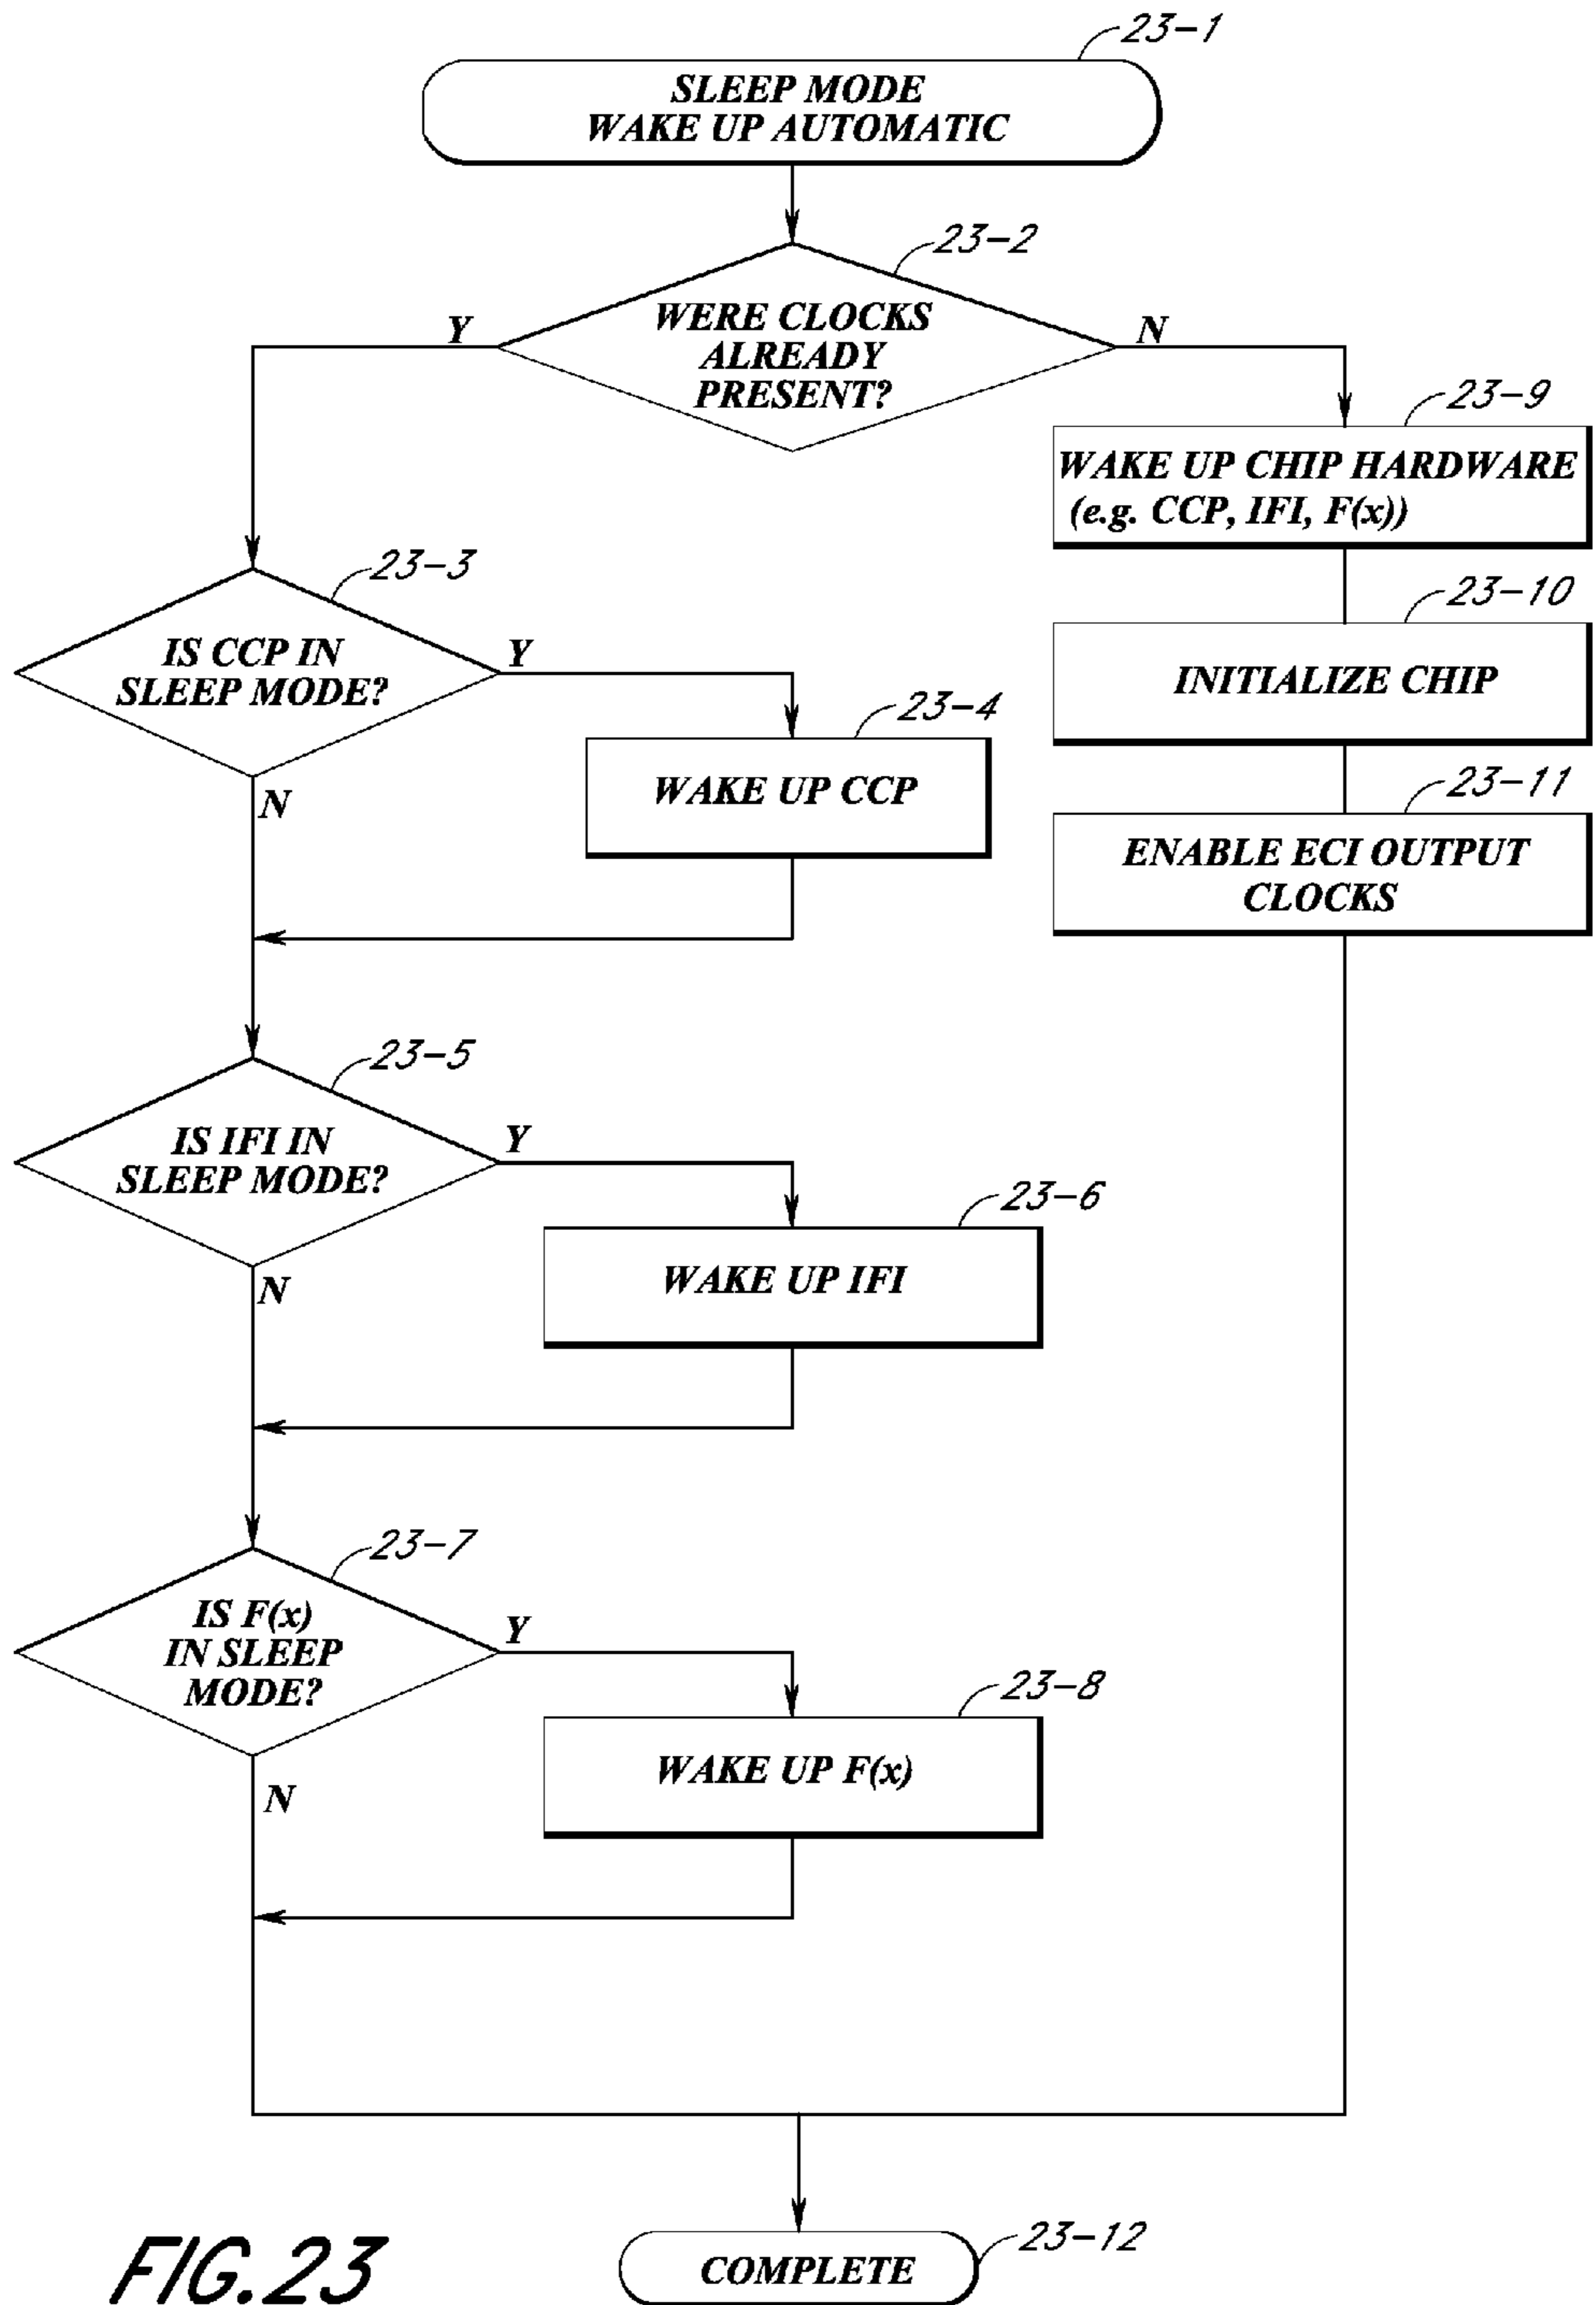 23-1
SLEEP MODE
WAKE UP AUTOMATIC
23-2
WERE CLOCKS
ALREADY
PRESENT?
Y
N
23-9
WAKE UP CHIP HARDWARE
(e.g. CCP, IFI, F(x))
23-3
IS CCP IN
SLEEP MODE?
Y
N
23-4
WAKE UP CCP
23-10
INITIALIZE CHIP
23-11
ENABLE ECI OUTPUT
CLOCKS
23-5
IS IFI IN
SLEEP MODE?
Y
N
23-6
WAKE UP IFI
23-7
IS F(x)
IN SLEEP
MODE?
Y
N
23-8
WAKE UP F(x)
23-12
COMPLETE
FIG.23